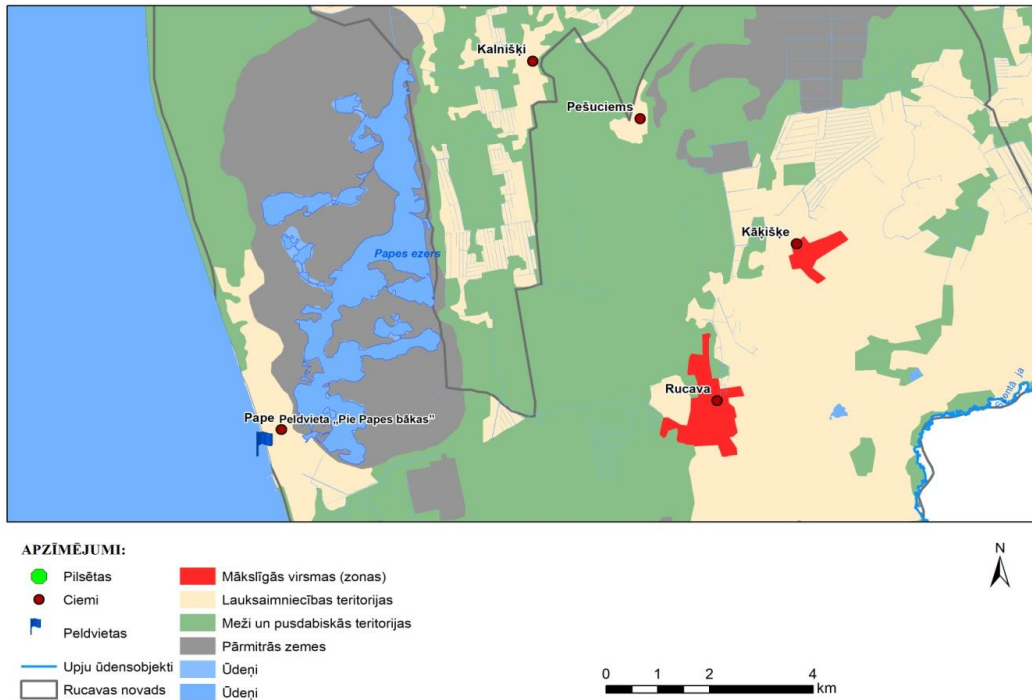 Kalnišķi
Pešuciems
Kāķišķe
Papes ezers
Rucava
Pape
Peldvieta „Pie Papes bākas"
APZĪMĒJUMI:
Pilsētas
Ciemi
Peldvietas
Upju ūdensobjekti
Rucavas novads
Mākslīgās virsmas (zonas)
Lauksaimniecības teritorijas
Meži un pusdabiskās teritorijas
Pārmitrās zemes
Ūdeņi
Ūdeņi
N
0 1 2 4
km